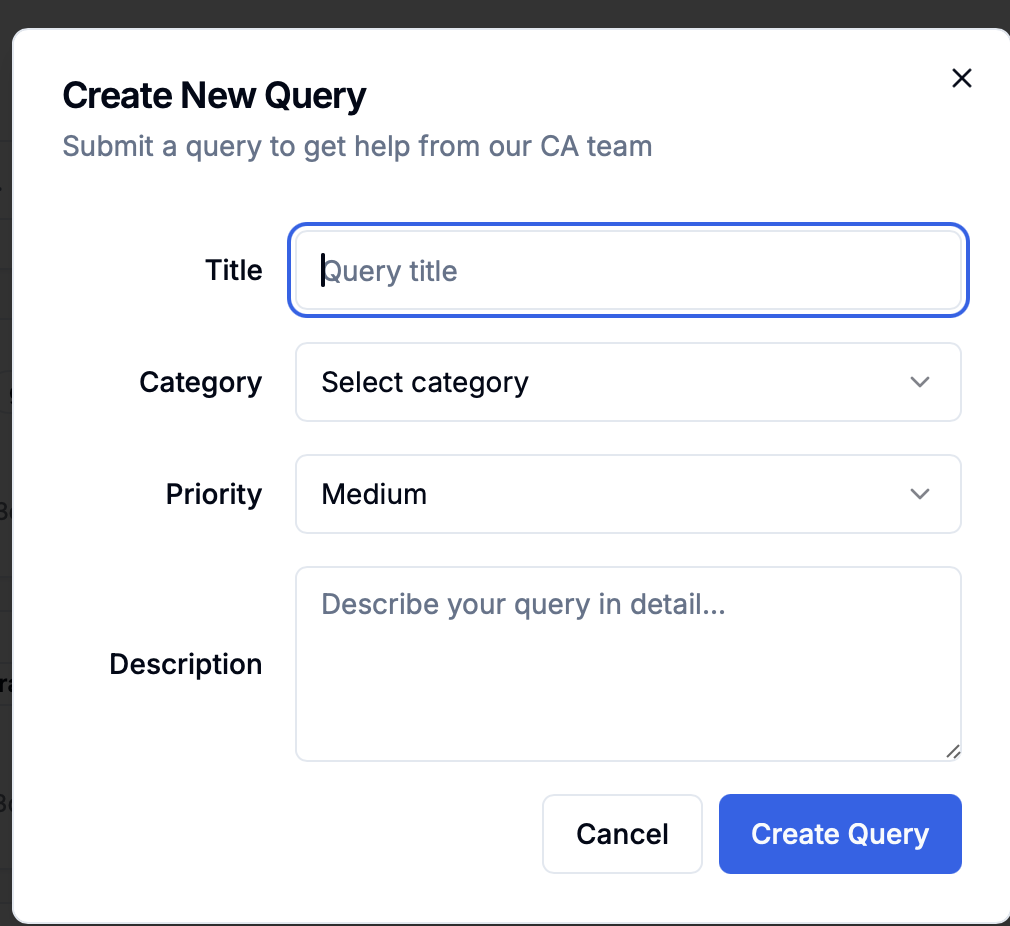 Create New Query
Submit a query to get help from our CA team
Title
Query title
Category
Select category
Priority
Medium
Description
Describe your query in detail...
Cancel
Create Query